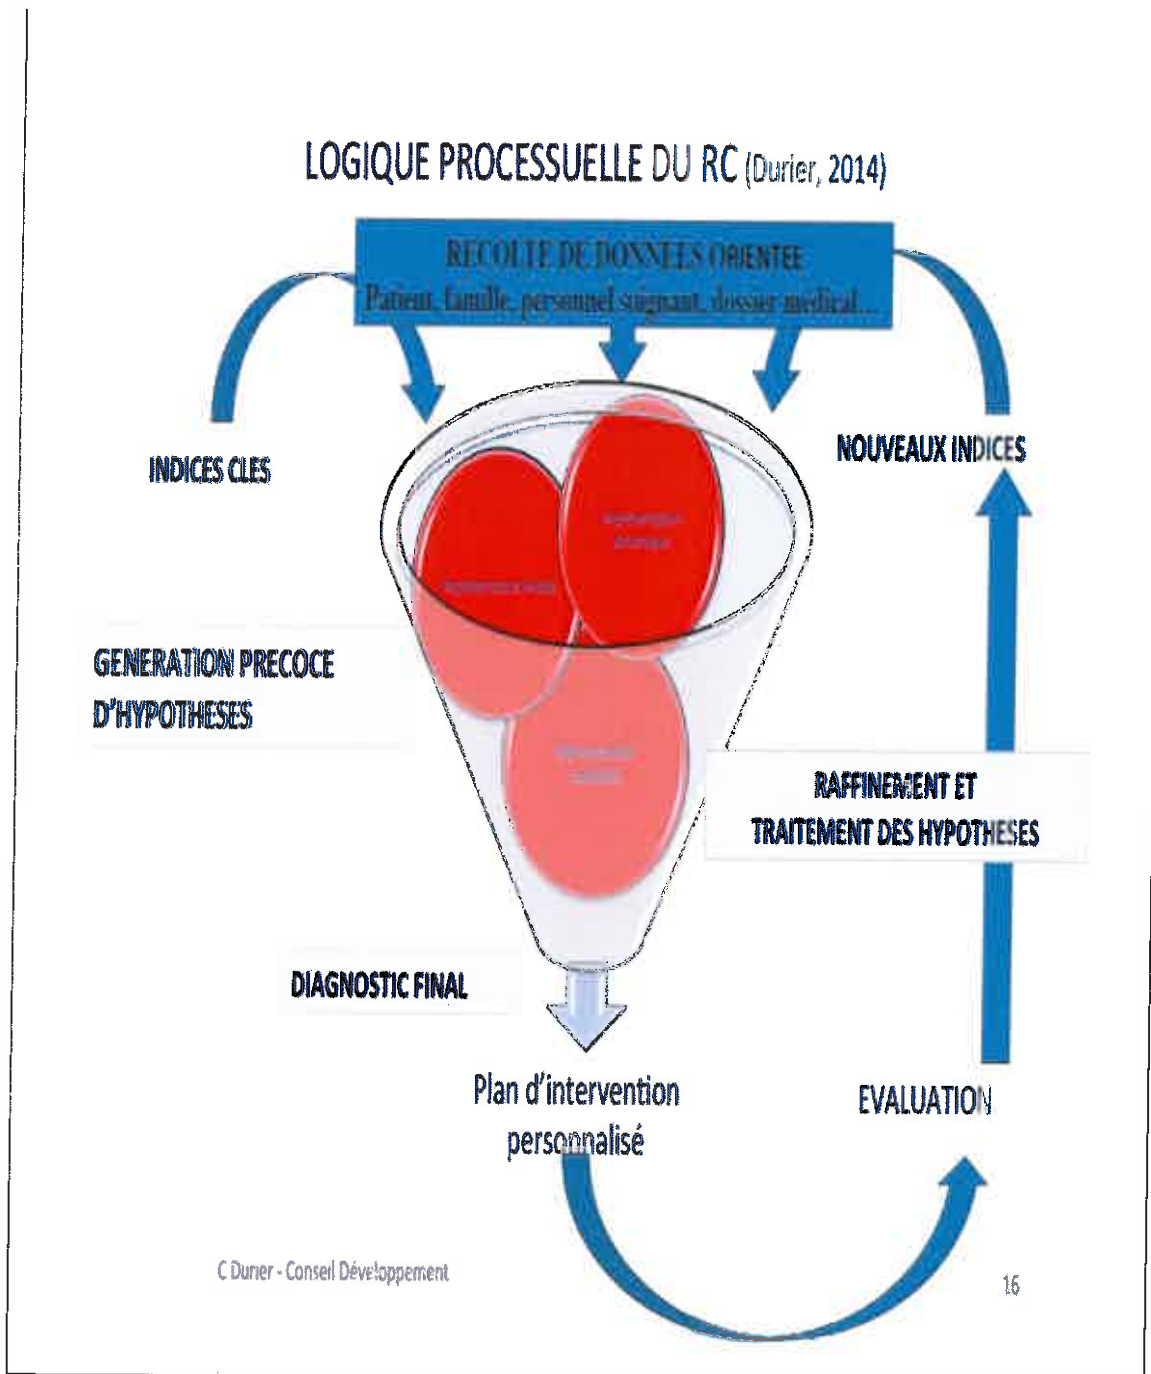 LOGIQUE PROCESSUELLE DU RC (Durier, 2014)
RECOLTE DE DONNEES ORIENTEE
Patient, famille, personnel soignant, dossier medical...
INDICES CLES
NOUVEAUX INDICES
GENERATION PRECOCE
D'HYPOTHESES
RAFFINEMENT ET
TRAITEMENT DES HYPOTHESES
DIAGNOSTIC FINAL
Plan d'intervention
personnalisé
EVALUATION
C Durier - Conseil Développement
16